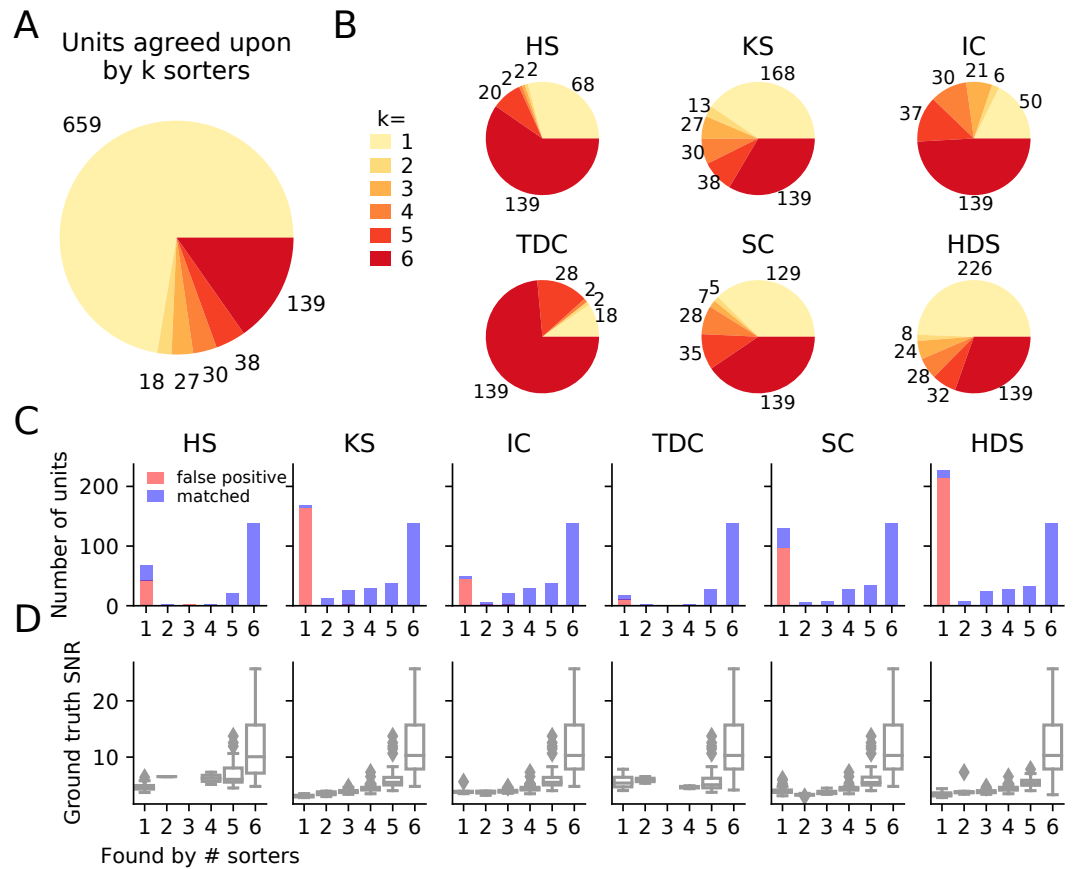 A
Units agreed upon
by k sorters
659
139
38
30
27
18
k=
1
2
3
4
5
6
B
HS
68
2
2
2
20
139
KS
168
13
27
30
38
139
IC
50
6
21
30
37
139
TDC
28
2
2
18
139
SC
129
5
7
28
35
139
HDS
226
8
24
28
32
139
C
HS KS IC TDC SC HDS
Number of units
200
100
0
false positive
matched
1 2 3 4 5 6 1 2 3 4 5 6 1 2 3 4 5 6 1 2 3 4 5 6 1 2 3 4 5 6 1 2 3 4 5 6
D
Ground truth SNR
20
10
1 2 3 4 5 6 1 2 3 4 5 6 1 2 3 4 5 6 1 2 3 4 5 6 1 2 3 4 5 6 1 2 3 4 5 6
Found by # sorters